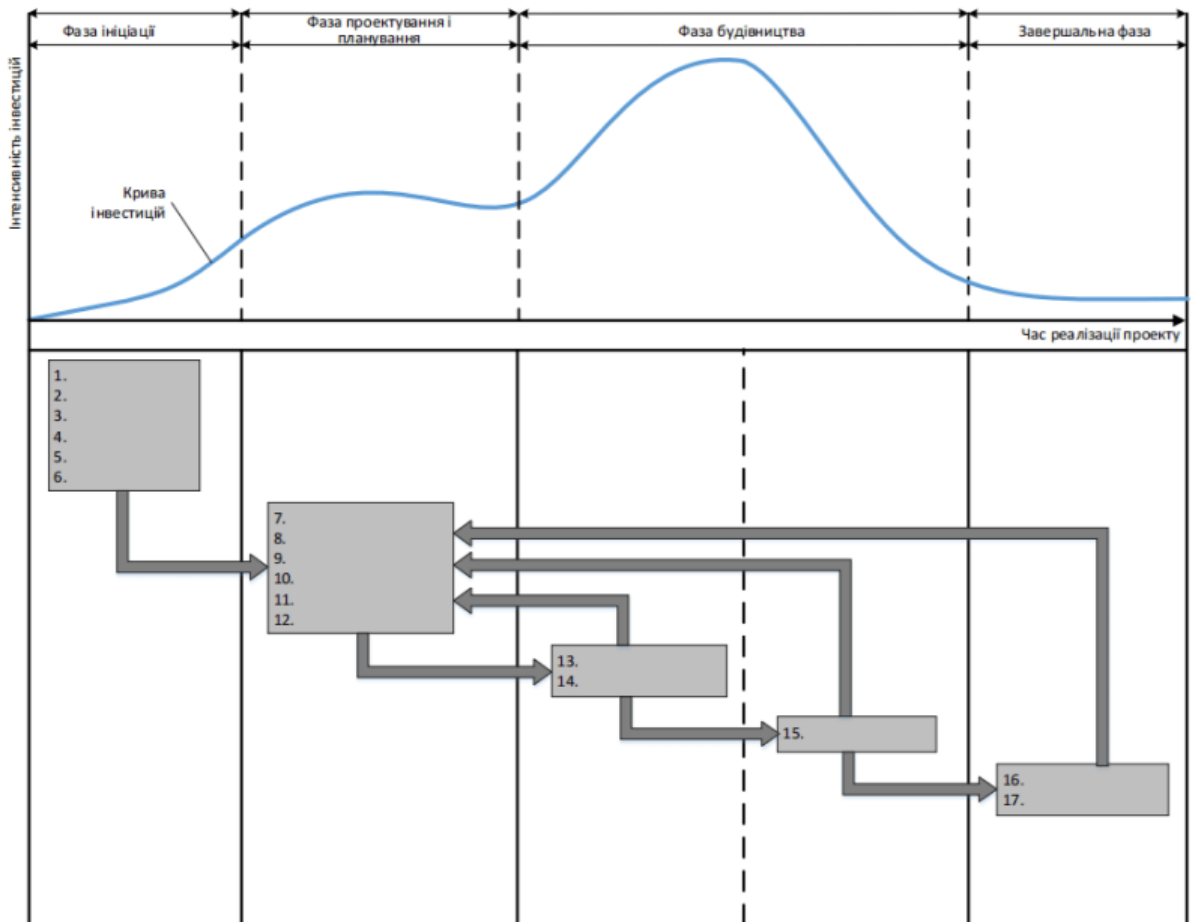 Фаза ініціації
Фаза проектування і
планування
Фаза будівництва
Завершальна фаза
Інтенсивність інвестицій
Крива
інвестицій
Час реалізації проекту
1.
2.
3.
4.
5.
6.
7.
8.
9.
10.
11.
12.
13.
14.
15.
16.
17.